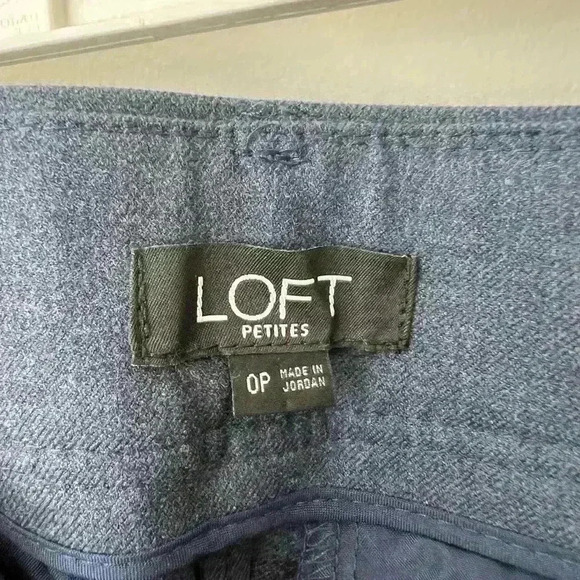 LOFT
PETITES
0P
MADE IN
JORDAN